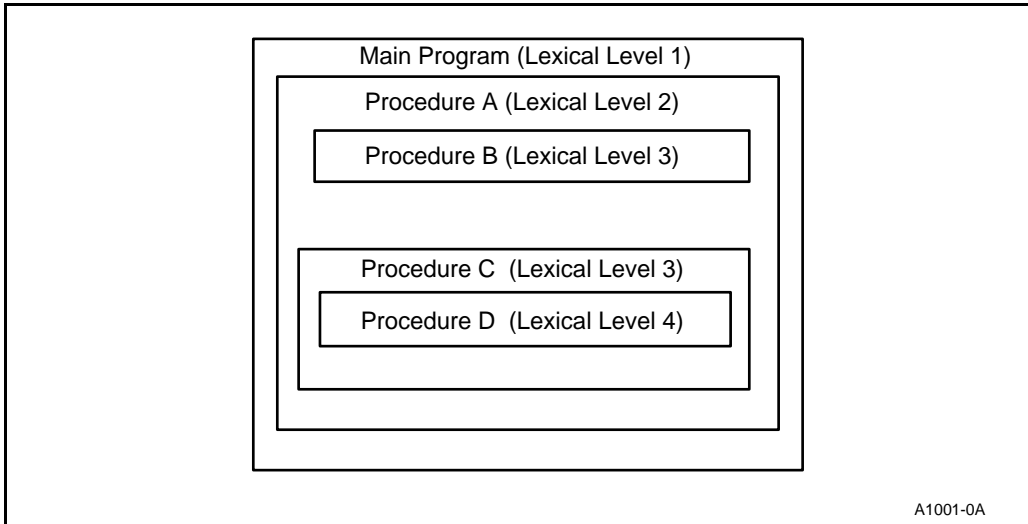 Main Program (Lexical Level 1)
Procedure A (Lexical Level 2)
Procedure B (Lexical Level 3)
Procedure C (Lexical Level 3)
Procedure D (Lexical Level 4)
A1001-0A